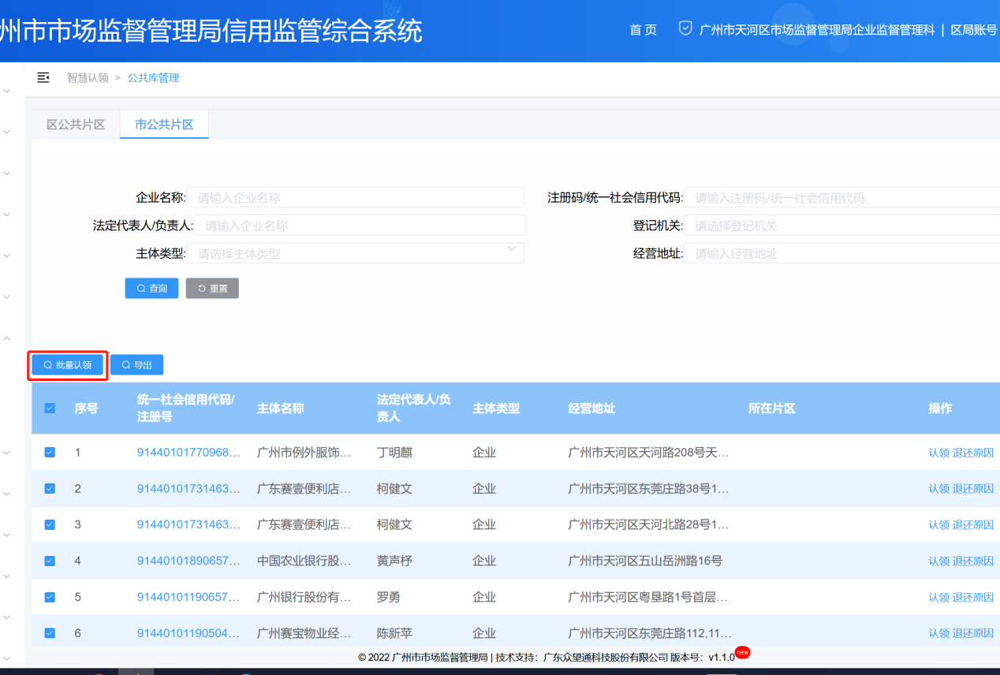 州市市场监督管理局信用监管综合系统
首页 广州市天河区市场监督管理局企业监督管理科 | 区局账号
智慧认领 > 公共库管理
区公共片区 市公共片区
企业名称: 请输入企业名称 注册码/统一社会信用代码: 请输入注册码/统一社会信用代码
法定代表人/负责人: 请输入企业名称 登记机关: 请选择登记机关
主体类型: 请选择主体类型 经营地址: 请输入经营地址
查询 重置
批量认领 导出
序号 统一社会信用代码/注册号 主体名称 法定代表人/负责人 主体类型 经营地址 所在片区 操作
1 91440101770968... 广州市例外服饰... 丁明麒 企业 广州市天河区天河路208号天... 认领 退还原因
2 91440101731463... 广东赛壹便利店... 柯健文 企业 广州市天河区东莞庄路38号1... 认领 退还原因
3 91440101731463... 广东赛壹便利店... 柯健文 企业 广州市天河区天河北路28号1... 认领 退还原因
4 91440101890657... 中国农业银行股... 黄声杼 企业 广州市天河区五山岳洲路16号 认领 退还原因
5 91440101190657... 广州银行股份有... 罗勇 企业 广州市天河区粤垦路1号首层... 认领 退还原因
6 91440101190504... 广州赛宝物业经... 陈新苹 企业 广州市天河区东莞庄路112,11... 认领 退还原因
© 2022 广州市市场监督管理局 | 技术支持：广东众望通科技股份有限公司 版本号：v1.1.0 new